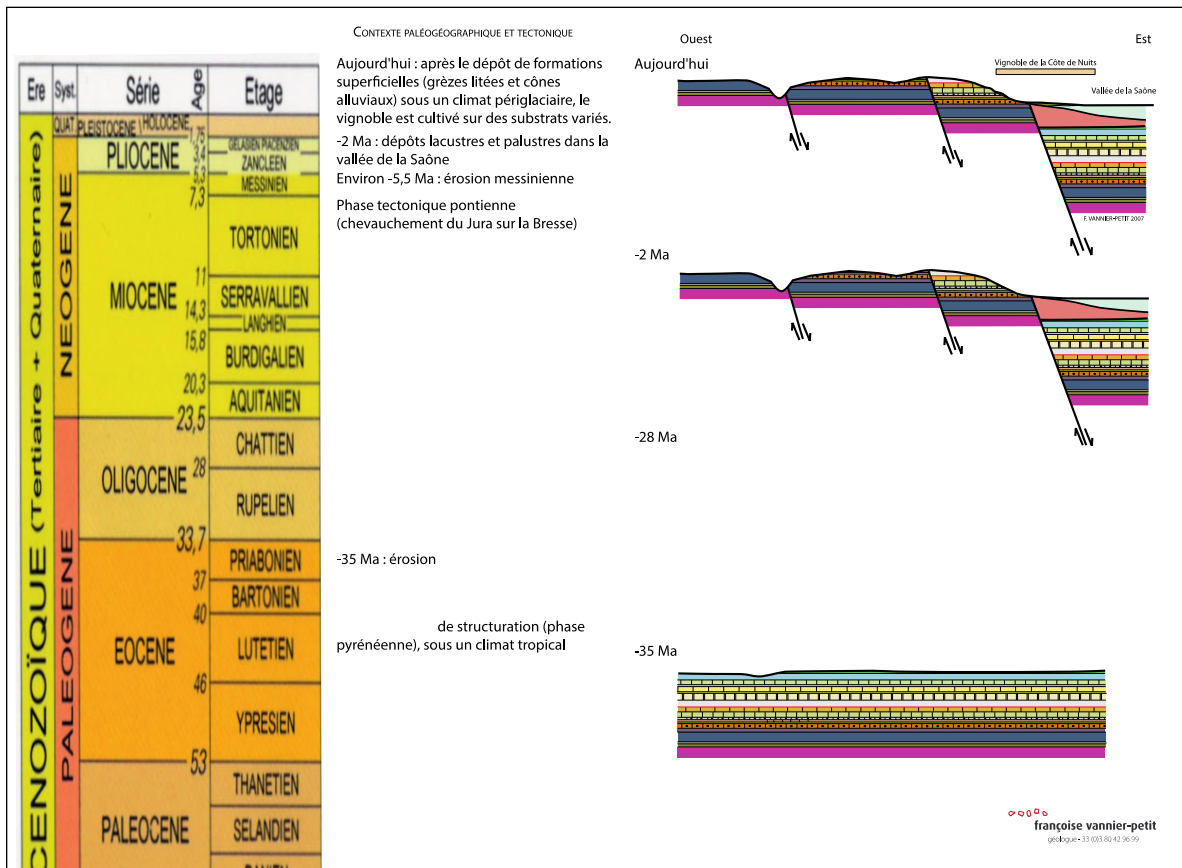 CONTEXTE PALÉOGÉOGRAPHIQUE ET TECTONIQUE
Ere
Syst.
Série
Age
Etage
CENOZOÏQUE (Tertiaire + Quaternaire)
QUAT.
NEOGENE
PALEOGENE
PLEISTOCENE \ HOLOCENE
PLIOCENE
MIOCENE
OLIGOCENE
EOCENE
PALEOCENE
1,75
5,3
7,3
11
14,3
15,8
20,3
23,5
28
33,7
37
40
46
53
GELASIEN PIACENZIEN
ZANCLEEN
MESSINIEN
TORTONIEN
SERRAVALLIEN
LANGHIEN
BURDIGALIEN
AQUITANIEN
CHATTIEN
RUPELIEN
PRIABONIEN
BARTONIEN
LUTETIEN
YPRESIEN
THANETIEN
SELANDIEN
Aujourd'hui : après le dépôt de formations
superficielles (grèzes litées et cônes
alluviaux) sous un climat périglaciaire, le
vignoble est cultivé sur des substrats variés.
-2 Ma : dépôts lacustres et palustres dans la
vallée de la Saône
Environ -5,5 Ma : érosion messinienne
Phase tectonique pontienne
(chevauchement du Jura sur la Bresse)
-35 Ma : érosion
de structuration (phase
pyrénéenne), sous un climat tropical
Ouest
Est
Aujourd'hui
Vignoble de la Côte de Nuits
Vallée de la Saône
F. VANNIER-PETIT 2007
-2 Ma
-28 Ma
-35 Ma
françoise vannier-petit
géologue - 33 (0)3 80 42 96 99